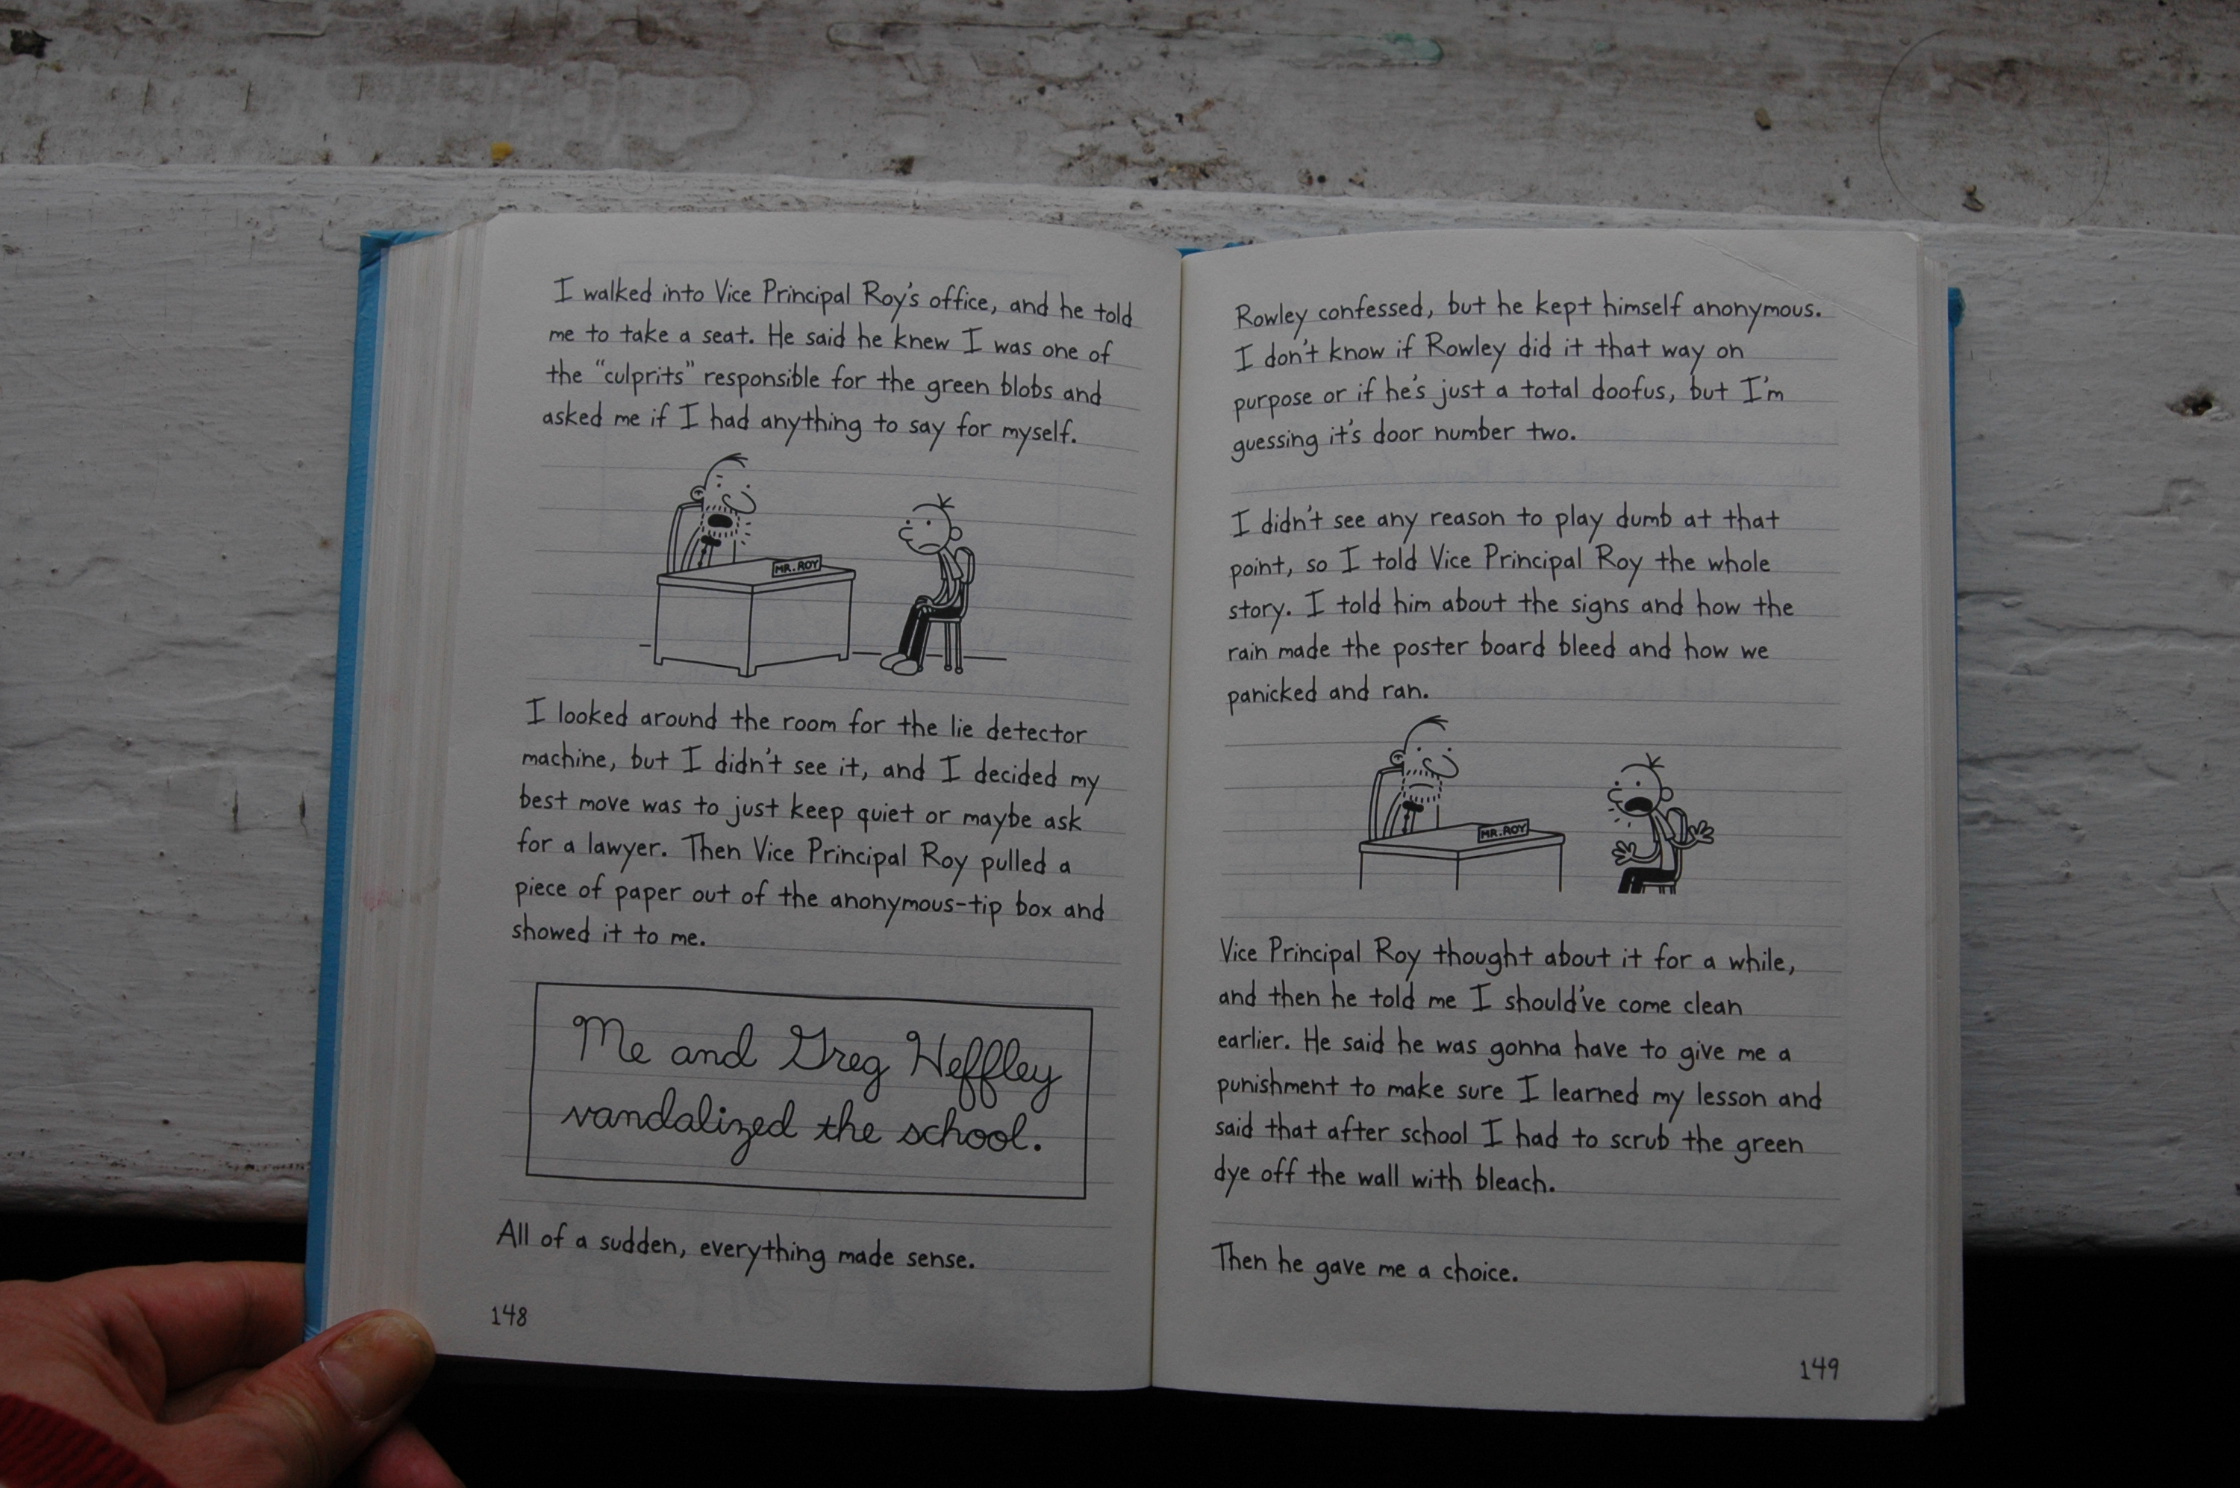 I walked into Vice Principal Roy's office, and he told
me to take a seat. He said he knew I was one of
the "culprits" responsible for the green blobs and
asked me if I had anything to say for myself.
MR. ROY
I looked around the room for the lie detector
machine, but I didn't see it, and I decided my
best move was to just keep quiet or maybe ask
for a lawyer. Then Vice Principal Roy pulled a
piece of paper out of the anonymous-tip box and
showed it to me.
Me and Greg Heffley
vandalized the school.
All of a sudden, everything made sense.
148
Rowley confessed, but he kept himself anonymous.
I don't know if Rowley did it that way on
purpose or if he's just a total doofus, but I'm
guessing it's door number two.
I didn't see any reason to play dumb at that
point, so I told Vice Principal Roy the whole
story. I told him about the signs and how the
rain made the poster board bleed and how we
panicked and ran.
MR. ROY
Vice Principal Roy thought about it for a while,
and then he told me I should've come clean
earlier. He said he was gonna have to give me a
punishment to make sure I learned my lesson and
said that after school I had to scrub the green
dye off the wall with bleach.
Then he gave me a choice.
149